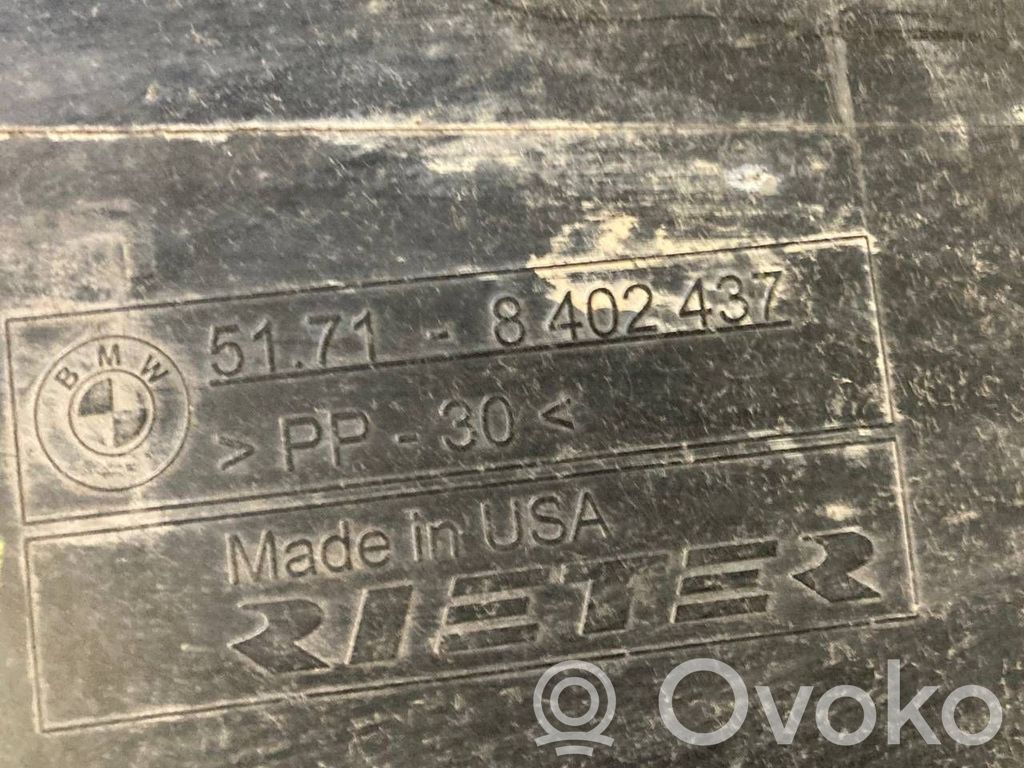 BMW
51.71 - 8 402 437
> PP - 30 <
Made in USA
RIETER
Ovoko